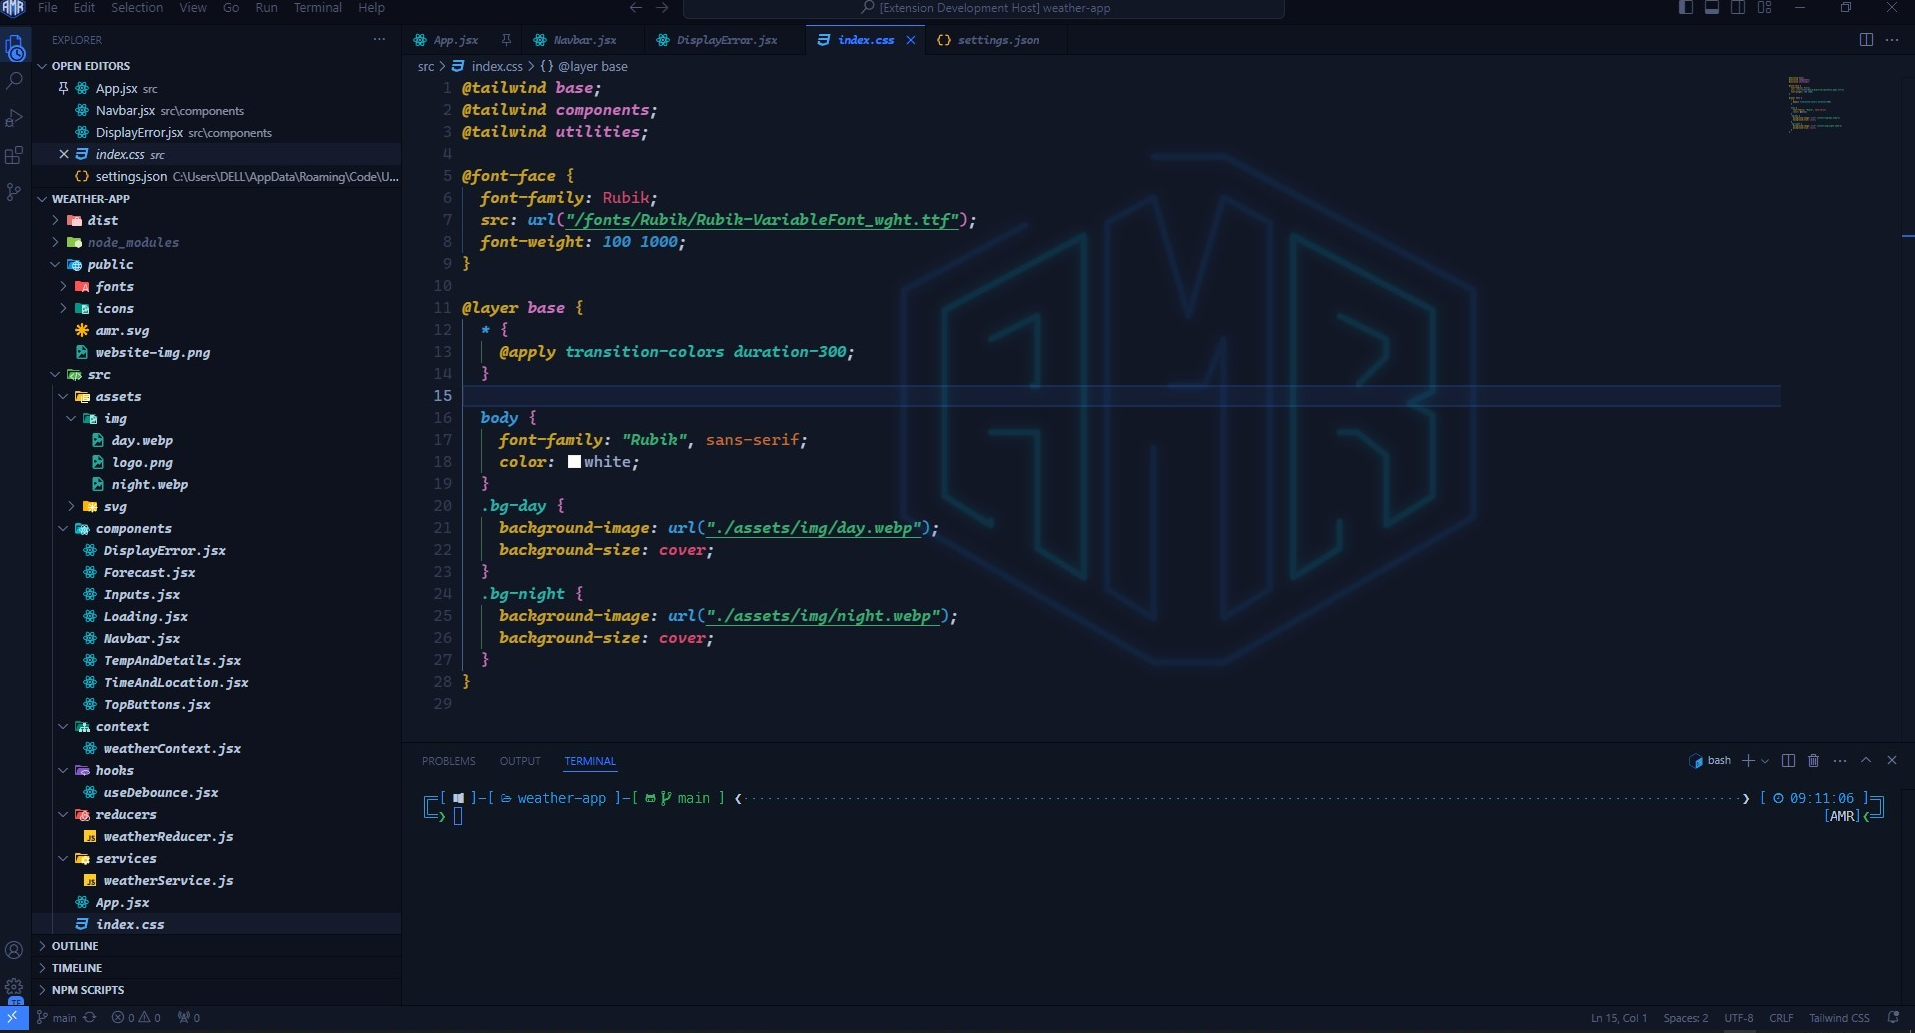 AMR File Edit Selection View Go Run Terminal Help [Extension Development Host] weather-app
EXPLORER
OPEN EDITORS
App.jsx src
Navbar.jsx src\components
DisplayError.jsx src\components
index.css src
settings.json C:\Users\DELL\AppData\Roaming\Code\U...
WEATHER-APP
dist
node_modules
public
fonts
icons
amr.svg
website-img.png
src
assets
img
day.webp
logo.png
night.webp
svg
components
DisplayError.jsx
Forecast.jsx
Inputs.jsx
Loading.jsx
Navbar.jsx
TempAndDetails.jsx
TimeAndLocation.jsx
TopButtons.jsx
context
weatherContext.jsx
hooks
useDebounce.jsx
reducers
weatherReducer.js
services
weatherService.js
App.jsx
index.css
OUTLINE
TIMELINE
NPM SCRIPTS
App.jsx Navbar.jsx DisplayError.jsx index.css settings.json
src > index.css > {} @layer base
1 @tailwind base;
2 @tailwind components;
3 @tailwind utilities;
4
5 @font-face {
6 font-family: Rubik;
7 src: url("/fonts/Rubik/Rubik-VariableFont_wght.ttf");
8 font-weight: 100 1000;
9 }
10
11 @layer base {
12 * {
13 @apply transition-colors duration-300;
14 }
15
16 body {
17 font-family: "Rubik", sans-serif;
18 color: white;
19 }
20 .bg-day {
21 background-image: url("./assets/img/day.webp");
22 background-size: cover;
23 }
24 .bg-night {
25 background-image: url("./assets/img/night.webp");
26 background-size: cover;
27 }
28 }
29
AMR
PROBLEMS OUTPUT TERMINAL bash
[ ]-[ weather-app ]-[ main ] ❮ ❯ [ 09:11:06 ]
❯ [AMR]❮
main 0 0 0 Ln 15, Col 1 Spaces: 2 UTF-8 CRLF Tailwind CSS